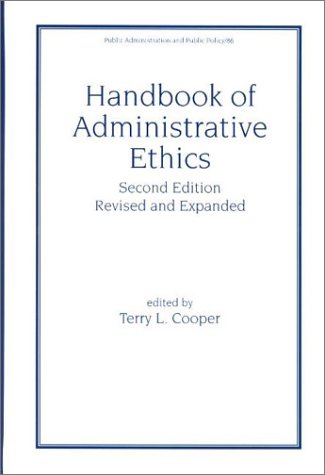 Public Administration and Public Policy/86
Handbook of
Administrative
Ethics
Second Edition
Revised and Expanded
edited by
Terry L. Cooper